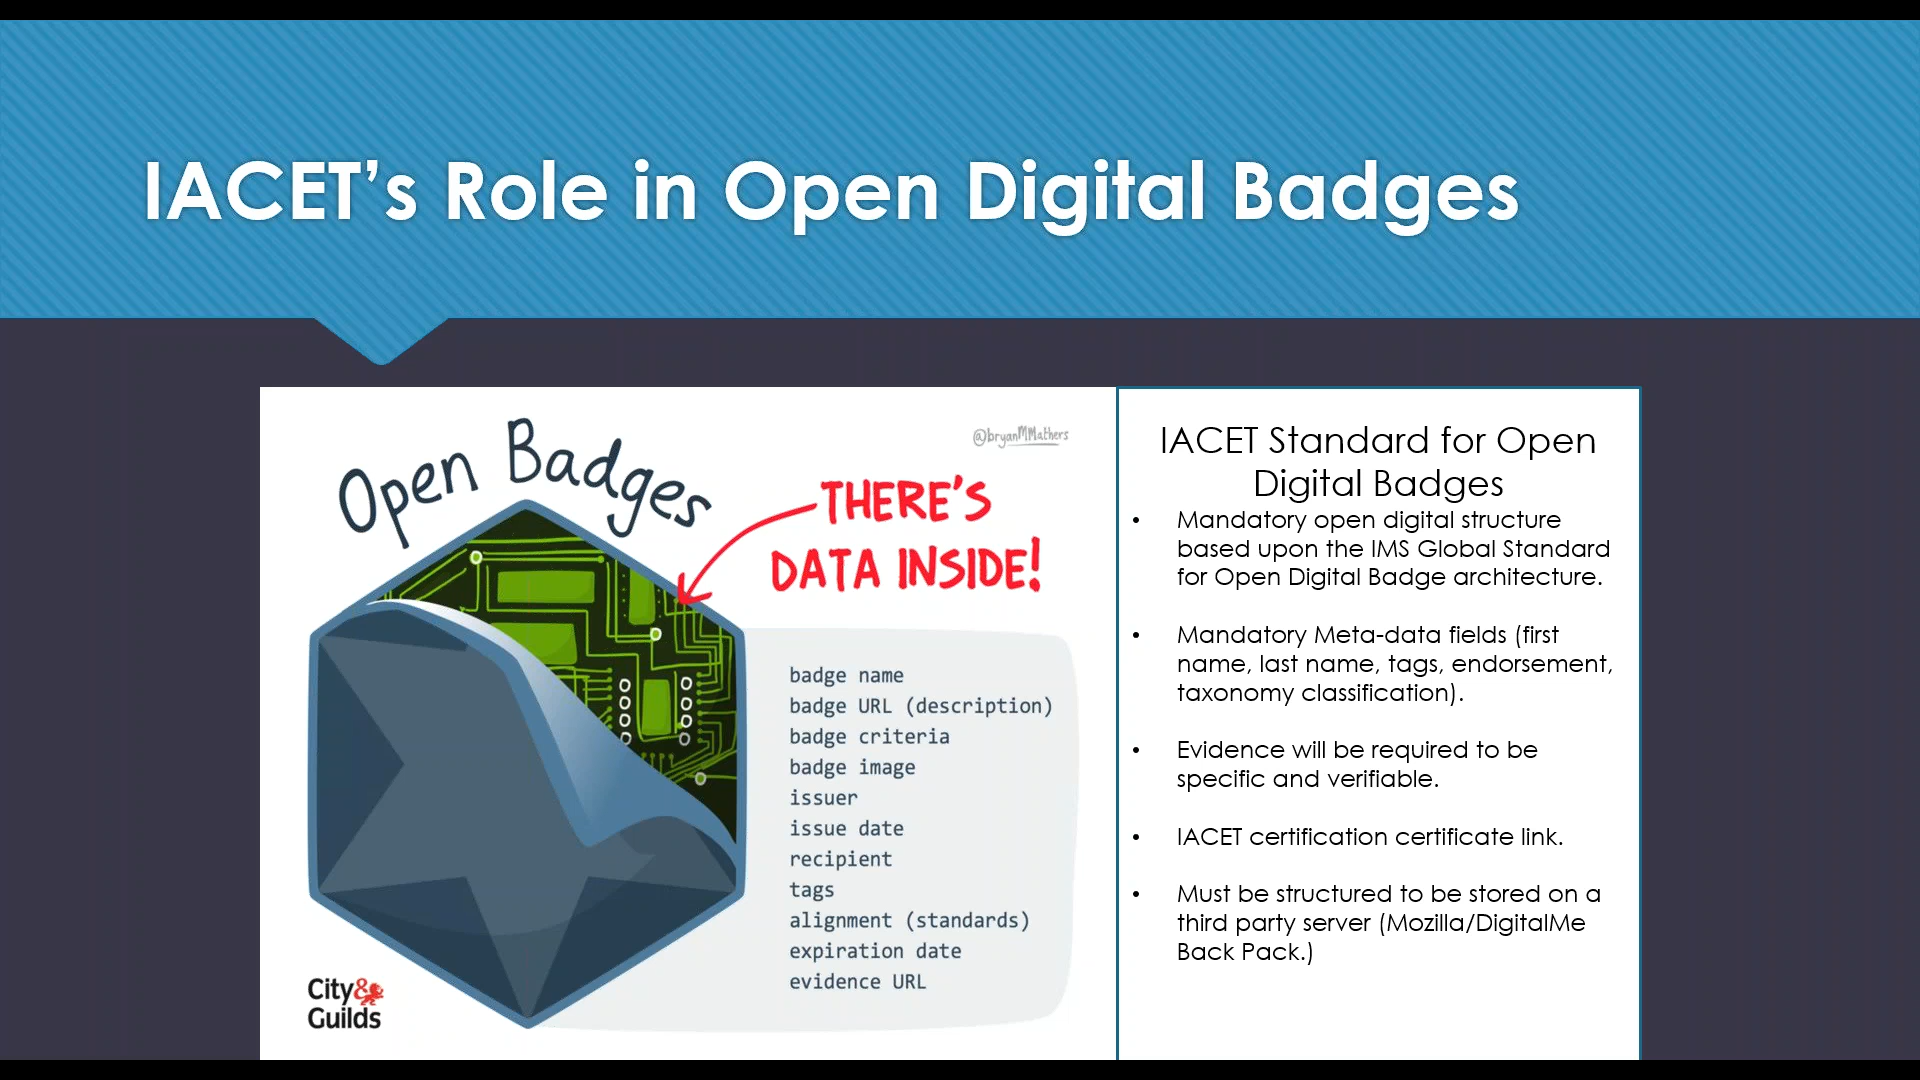 IACET’s Role in Open Digital Badges
Open Badges
@bryanMMathers
THERE'S
DATA INSIDE!
badge name
badge URL (description)
badge criteria
badge image
issuer
issue date
recipient
tags
alignment (standards)
expiration date
evidence URL
City&
Guilds
IACET Standard for Open
Digital Badges
• Mandatory open digital structure
based upon the IMS Global Standard
for Open Digital Badge architecture.
• Mandatory Meta-data fields (first
name, last name, tags, endorsement,
taxonomy classification).
• Evidence will be required to be
specific and verifiable.
• IACET certification certificate link.
• Must be structured to be stored on a
third party server (Mozilla/DigitalMe
Back Pack.)